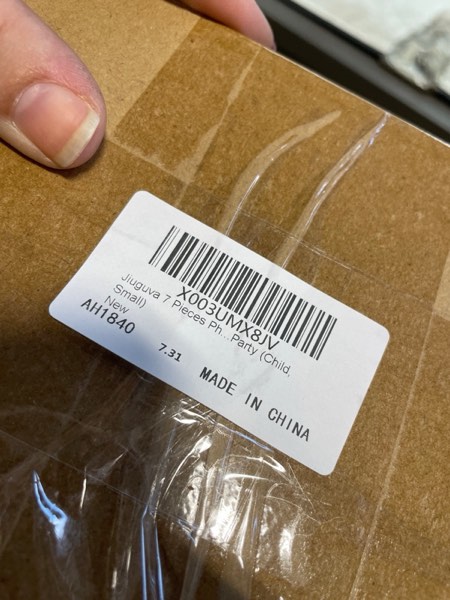 X003UMX8JV
Jiuguva 7 Pieces Ph...Party (Child,
Small)
New
AH1840
7.31
MADE IN CHINA